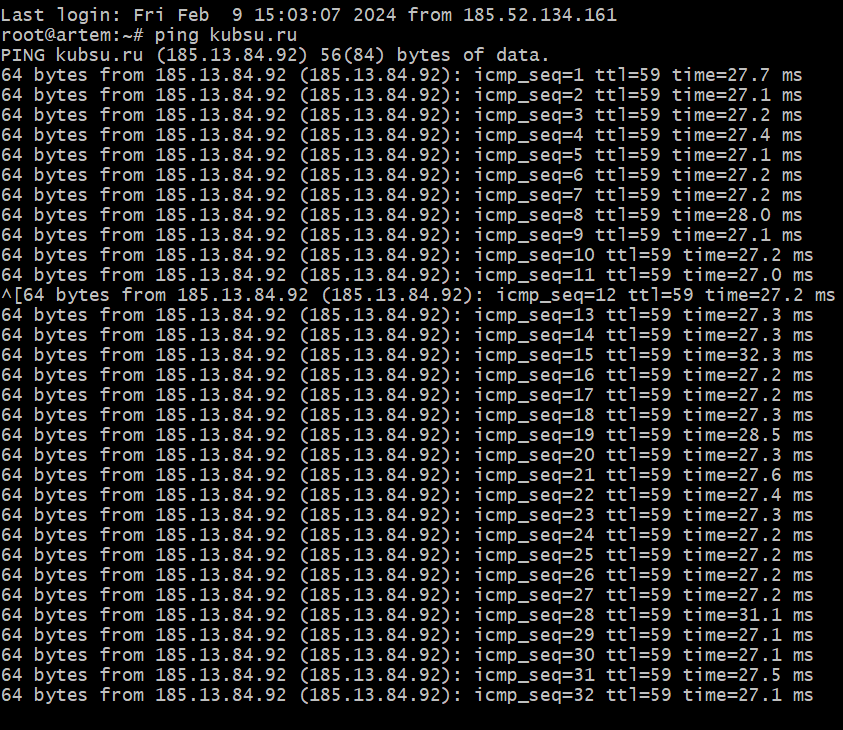 Last login: Fri Feb  9 15:03:07 2024 from 185.52.134.161
root@artem:~# ping kubsu.ru
PING kubsu.ru (185.13.84.92) 56(84) bytes of data.
64 bytes from 185.13.84.92 (185.13.84.92): icmp_seq=1 ttl=59 time=27.7 ms
64 bytes from 185.13.84.92 (185.13.84.92): icmp_seq=2 ttl=59 time=27.1 ms
64 bytes from 185.13.84.92 (185.13.84.92): icmp_seq=3 ttl=59 time=27.2 ms
64 bytes from 185.13.84.92 (185.13.84.92): icmp_seq=4 ttl=59 time=27.4 ms
64 bytes from 185.13.84.92 (185.13.84.92): icmp_seq=5 ttl=59 time=27.1 ms
64 bytes from 185.13.84.92 (185.13.84.92): icmp_seq=6 ttl=59 time=27.2 ms
64 bytes from 185.13.84.92 (185.13.84.92): icmp_seq=7 ttl=59 time=27.2 ms
64 bytes from 185.13.84.92 (185.13.84.92): icmp_seq=8 ttl=59 time=28.0 ms
64 bytes from 185.13.84.92 (185.13.84.92): icmp_seq=9 ttl=59 time=27.1 ms
64 bytes from 185.13.84.92 (185.13.84.92): icmp_seq=10 ttl=59 time=27.2 ms
64 bytes from 185.13.84.92 (185.13.84.92): icmp_seq=11 ttl=59 time=27.0 ms
^[64 bytes from 185.13.84.92 (185.13.84.92): icmp_seq=12 ttl=59 time=27.2 ms
64 bytes from 185.13.84.92 (185.13.84.92): icmp_seq=13 ttl=59 time=27.3 ms
64 bytes from 185.13.84.92 (185.13.84.92): icmp_seq=14 ttl=59 time=27.3 ms
64 bytes from 185.13.84.92 (185.13.84.92): icmp_seq=15 ttl=59 time=32.3 ms
64 bytes from 185.13.84.92 (185.13.84.92): icmp_seq=16 ttl=59 time=27.2 ms
64 bytes from 185.13.84.92 (185.13.84.92): icmp_seq=17 ttl=59 time=27.2 ms
64 bytes from 185.13.84.92 (185.13.84.92): icmp_seq=18 ttl=59 time=27.3 ms
64 bytes from 185.13.84.92 (185.13.84.92): icmp_seq=19 ttl=59 time=28.5 ms
64 bytes from 185.13.84.92 (185.13.84.92): icmp_seq=20 ttl=59 time=27.3 ms
64 bytes from 185.13.84.92 (185.13.84.92): icmp_seq=21 ttl=59 time=27.6 ms
64 bytes from 185.13.84.92 (185.13.84.92): icmp_seq=22 ttl=59 time=27.4 ms
64 bytes from 185.13.84.92 (185.13.84.92): icmp_seq=23 ttl=59 time=27.3 ms
64 bytes from 185.13.84.92 (185.13.84.92): icmp_seq=24 ttl=59 time=27.2 ms
64 bytes from 185.13.84.92 (185.13.84.92): icmp_seq=25 ttl=59 time=27.2 ms
64 bytes from 185.13.84.92 (185.13.84.92): icmp_seq=26 ttl=59 time=27.2 ms
64 bytes from 185.13.84.92 (185.13.84.92): icmp_seq=27 ttl=59 time=27.2 ms
64 bytes from 185.13.84.92 (185.13.84.92): icmp_seq=28 ttl=59 time=31.1 ms
64 bytes from 185.13.84.92 (185.13.84.92): icmp_seq=29 ttl=59 time=27.1 ms
64 bytes from 185.13.84.92 (185.13.84.92): icmp_seq=30 ttl=59 time=27.1 ms
64 bytes from 185.13.84.92 (185.13.84.92): icmp_seq=31 ttl=59 time=27.5 ms
64 bytes from 185.13.84.92 (185.13.84.92): icmp_seq=32 ttl=59 time=27.1 ms